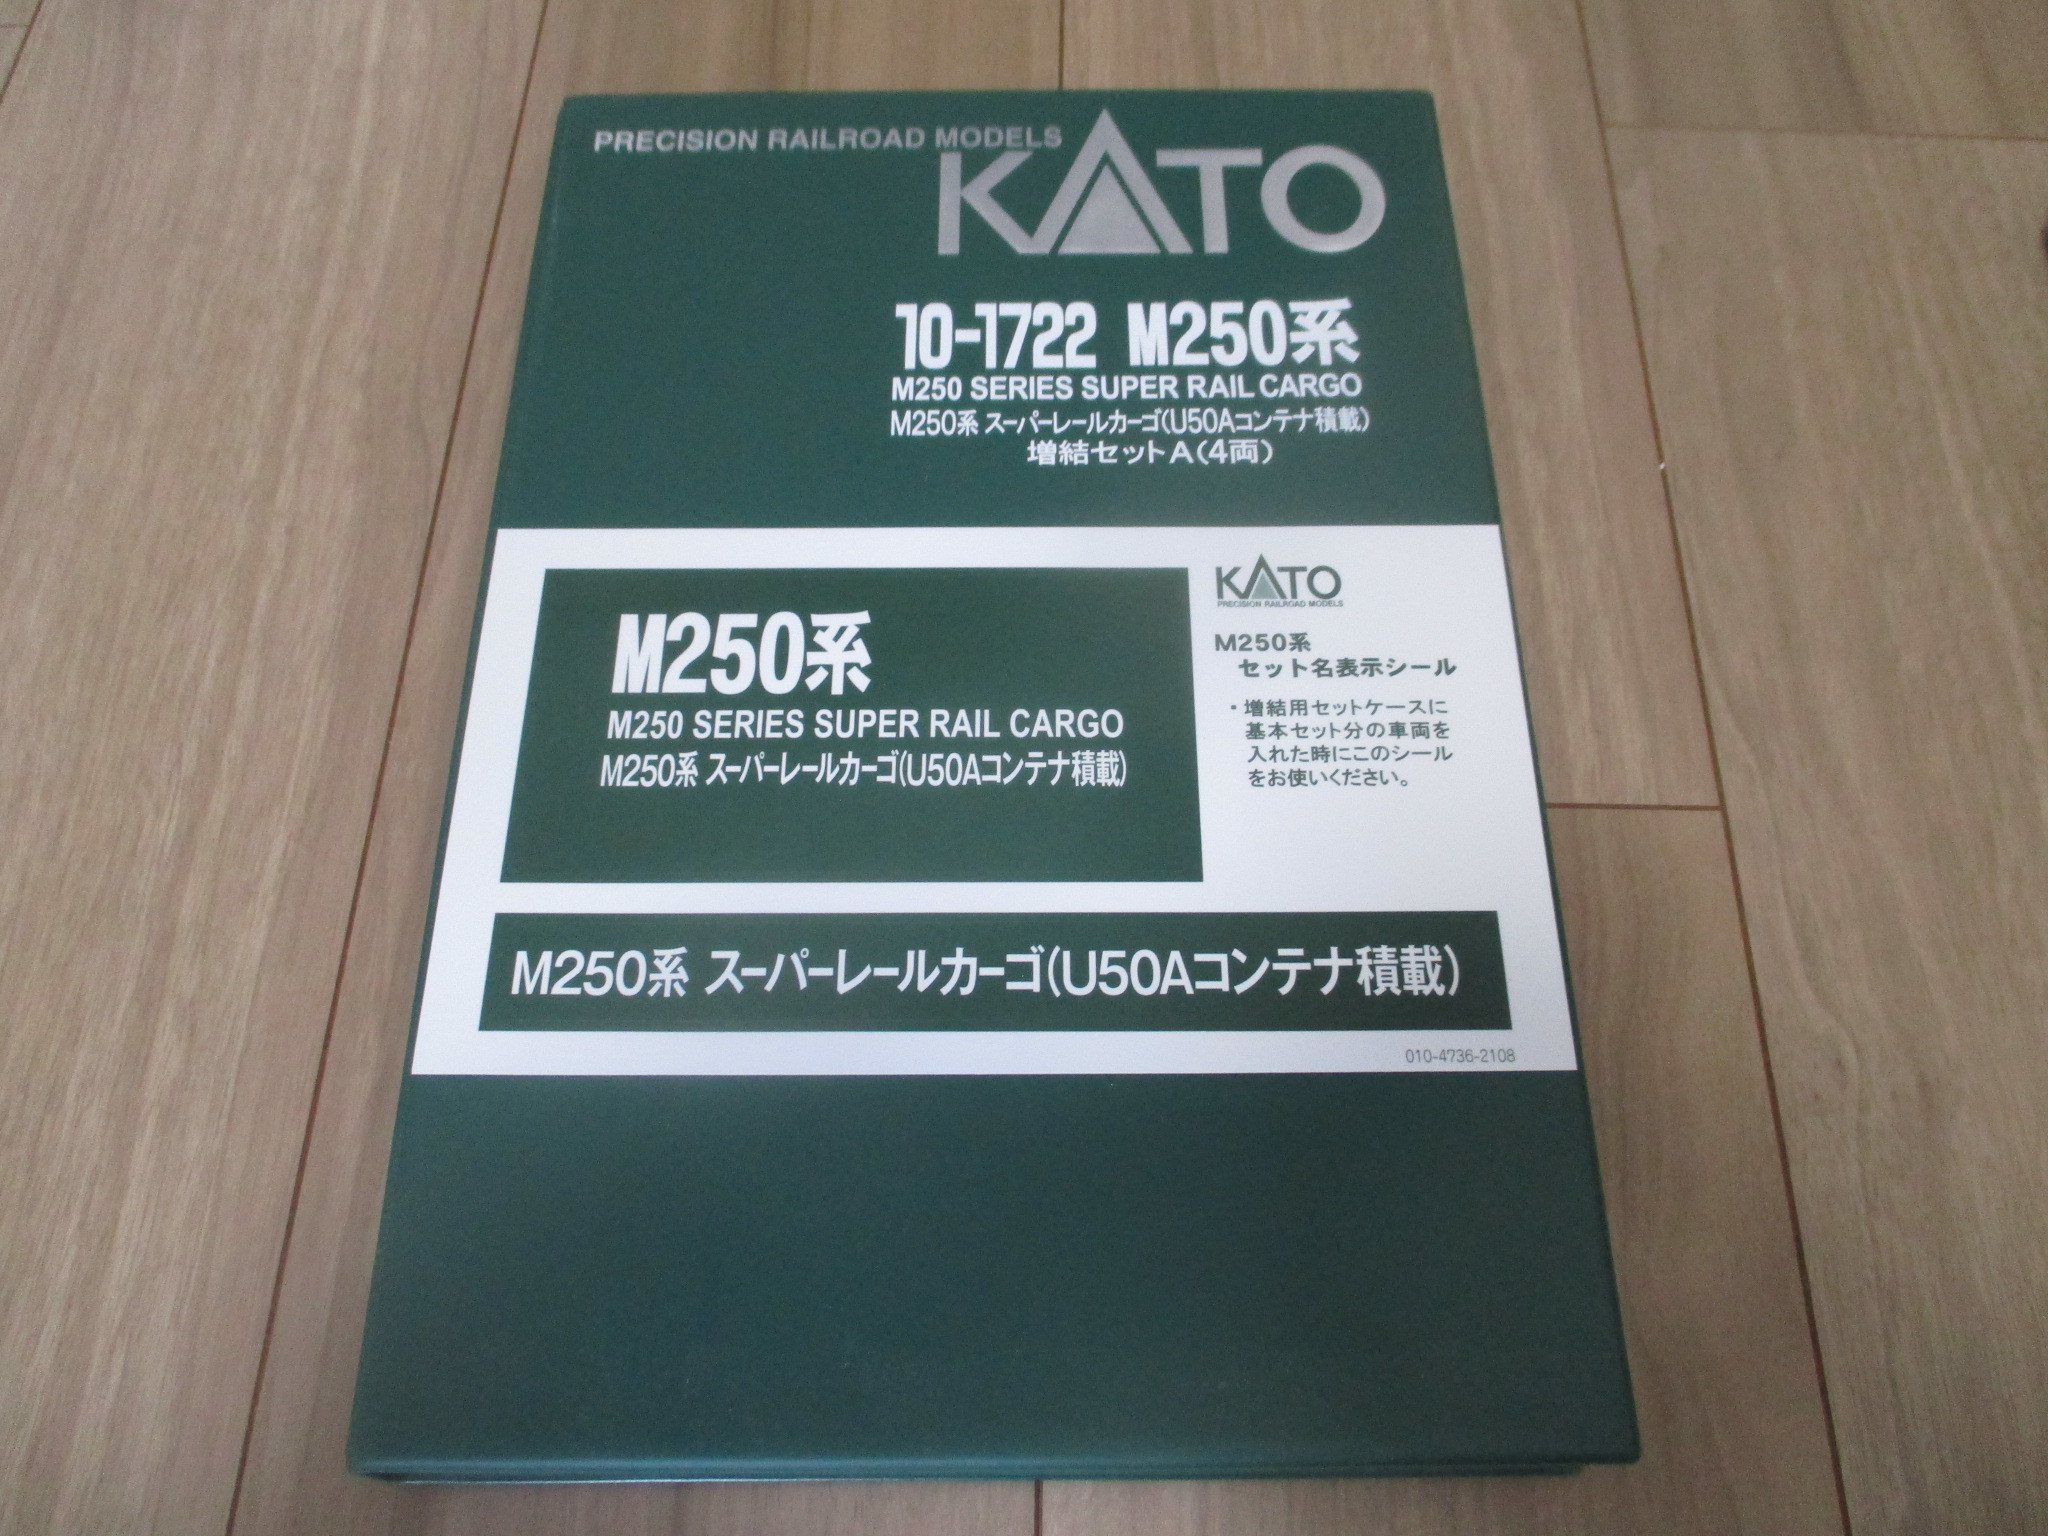 PRECISION RAILROAD MODELS
KATO
10-1722 M250系
M250 SERIES SUPER RAIL CARGO
M250系 スーパーレールカーゴ(U50Aコンテナ積載)
増結セットA(4両)
M250系
M250 SERIES SUPER RAIL CARGO
M250系 スーパーレールカーゴ(U50Aコンテナ積載)
KATO
PRECISION RAILROAD MODELS
M250系
セット名表示シール
・増結用セットケースに
基本セット分の車両を
入れた時にこのシール
をお使いください。
M250系 スーパーレールカーゴ(U50Aコンテナ積載)
010-4736-2108